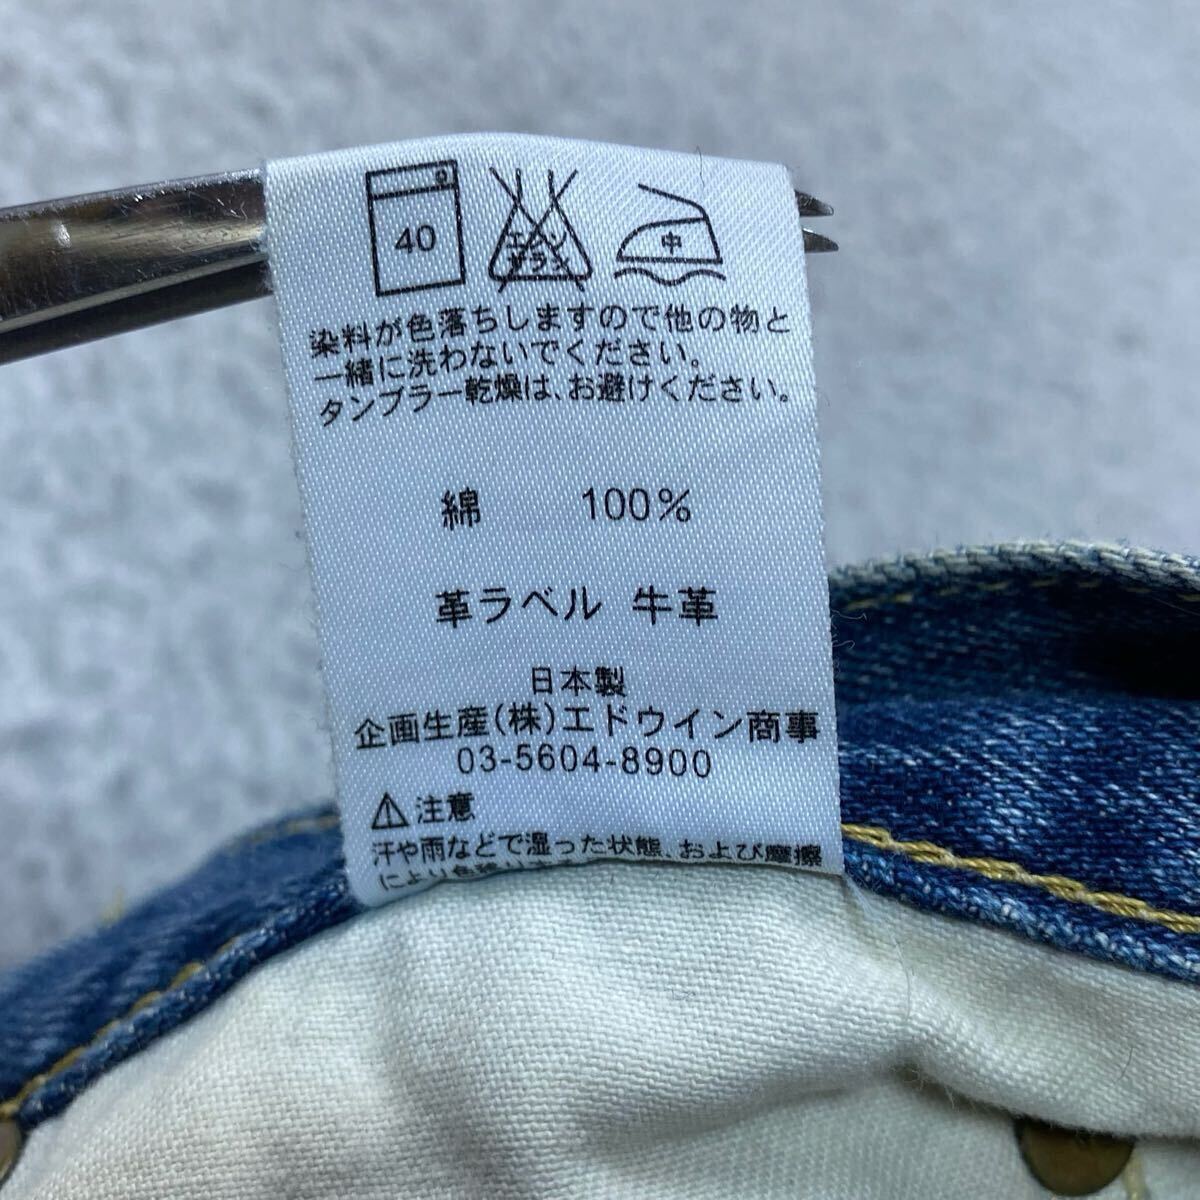 40
エンソ
サラシ
中
染料が色落ちしますので他の物と
一緒に洗わないでください。
タンブラー乾燥は、お避けください。
綿 100%
革ラベル 牛革
日本製
企画生産(株)エドウイン商事
03-5604-8900
注意
汗や雨などで湿った状態、および摩擦
により色